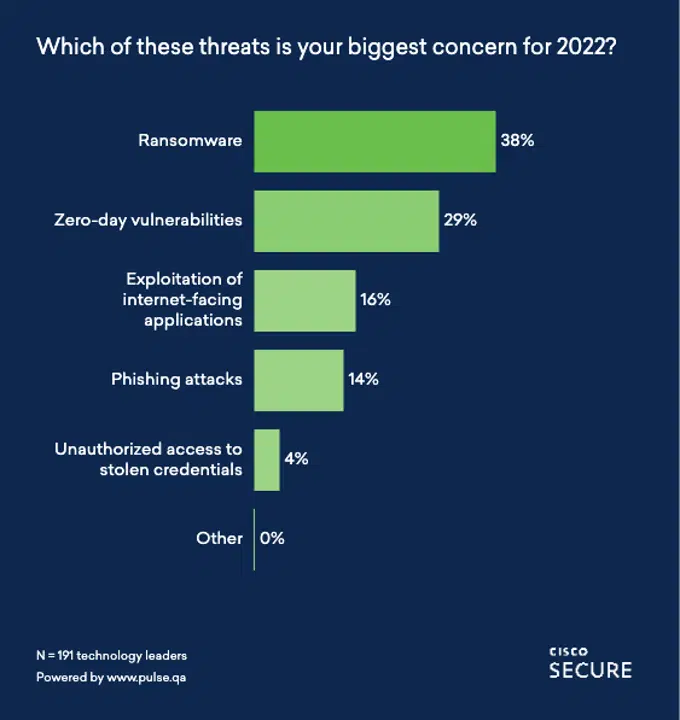 Which of these threats is your biggest concern for 2022?
Ransomware
38%
Zero-day vulnerabilities
29%
Exploitation of
internet-facing
applications
16%
Phishing attacks
14%
Unauthorized access to
stolen credentials
4%
Other
0%
N = 191 technology leaders
Powered by www.pulse.qa
CISCO
SECURE